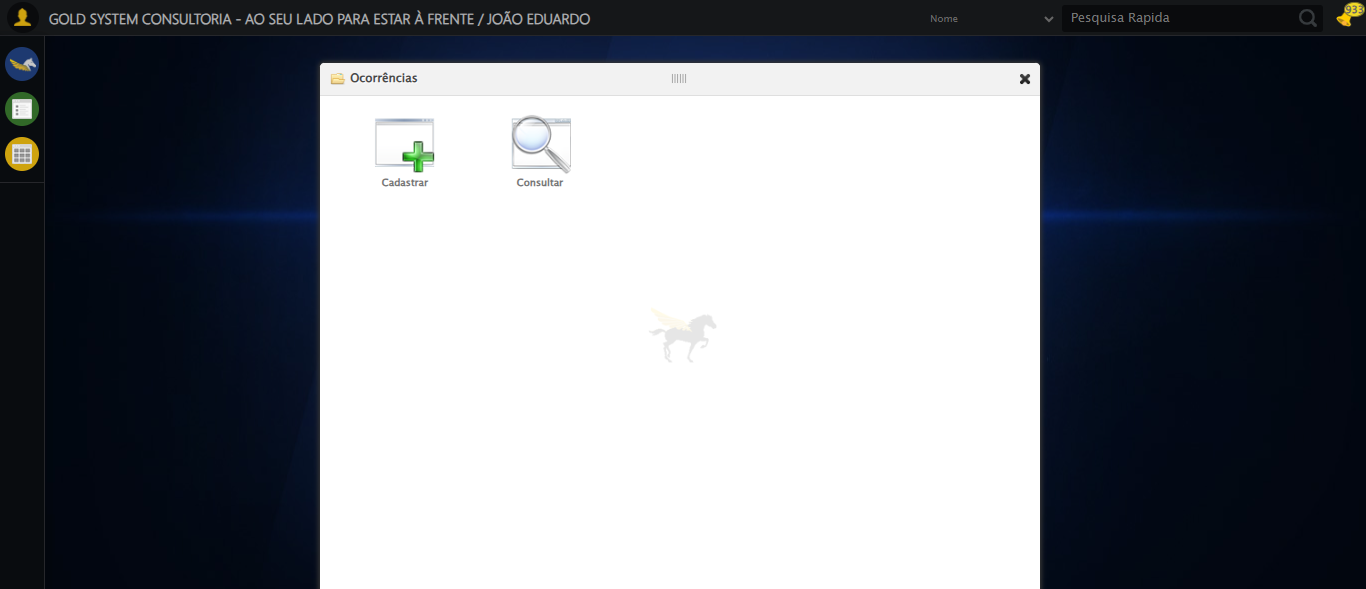 GOLD SYSTEM CONSULTORIA - AO SEU LADO PARA ESTAR À FRENTE / JOÃO EDUARDO
Nome
Pesquisa Rapida
933
Ocorrências
Cadastrar
Consultar